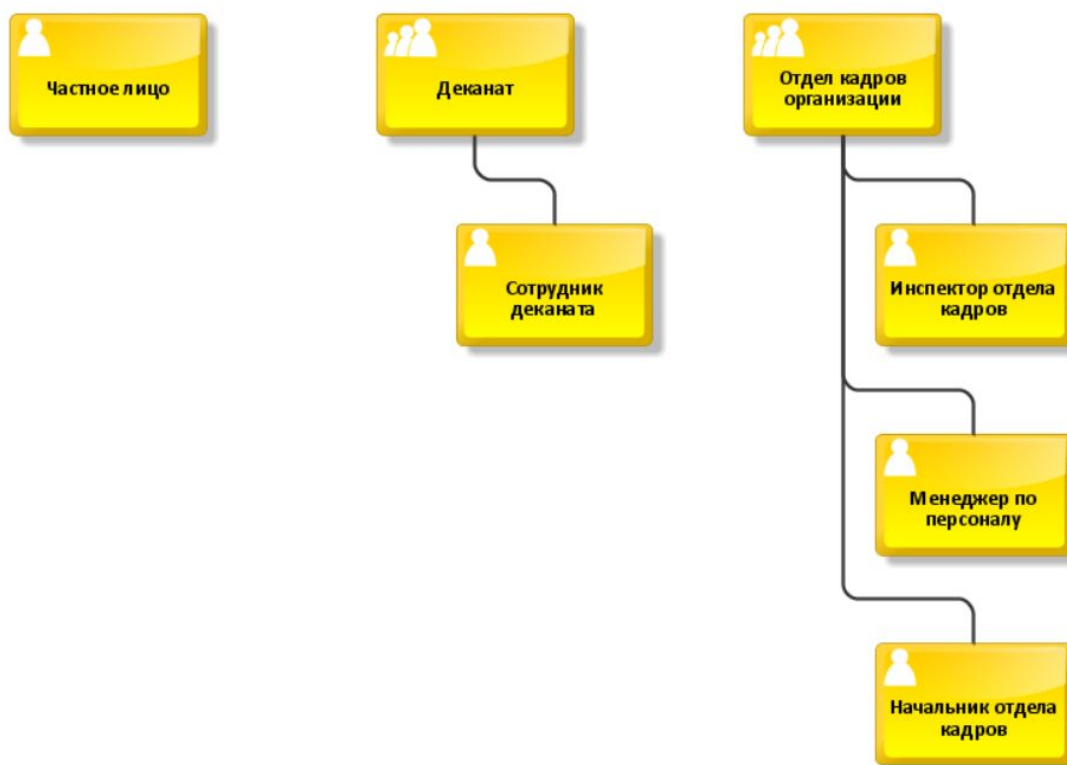 Частное лицо
Деканат
Отдел кадров
организации
Сотрудник
деканата
Инспектор отдела
кадров
Менеджер по
персоналу
Начальник отдела
кадров